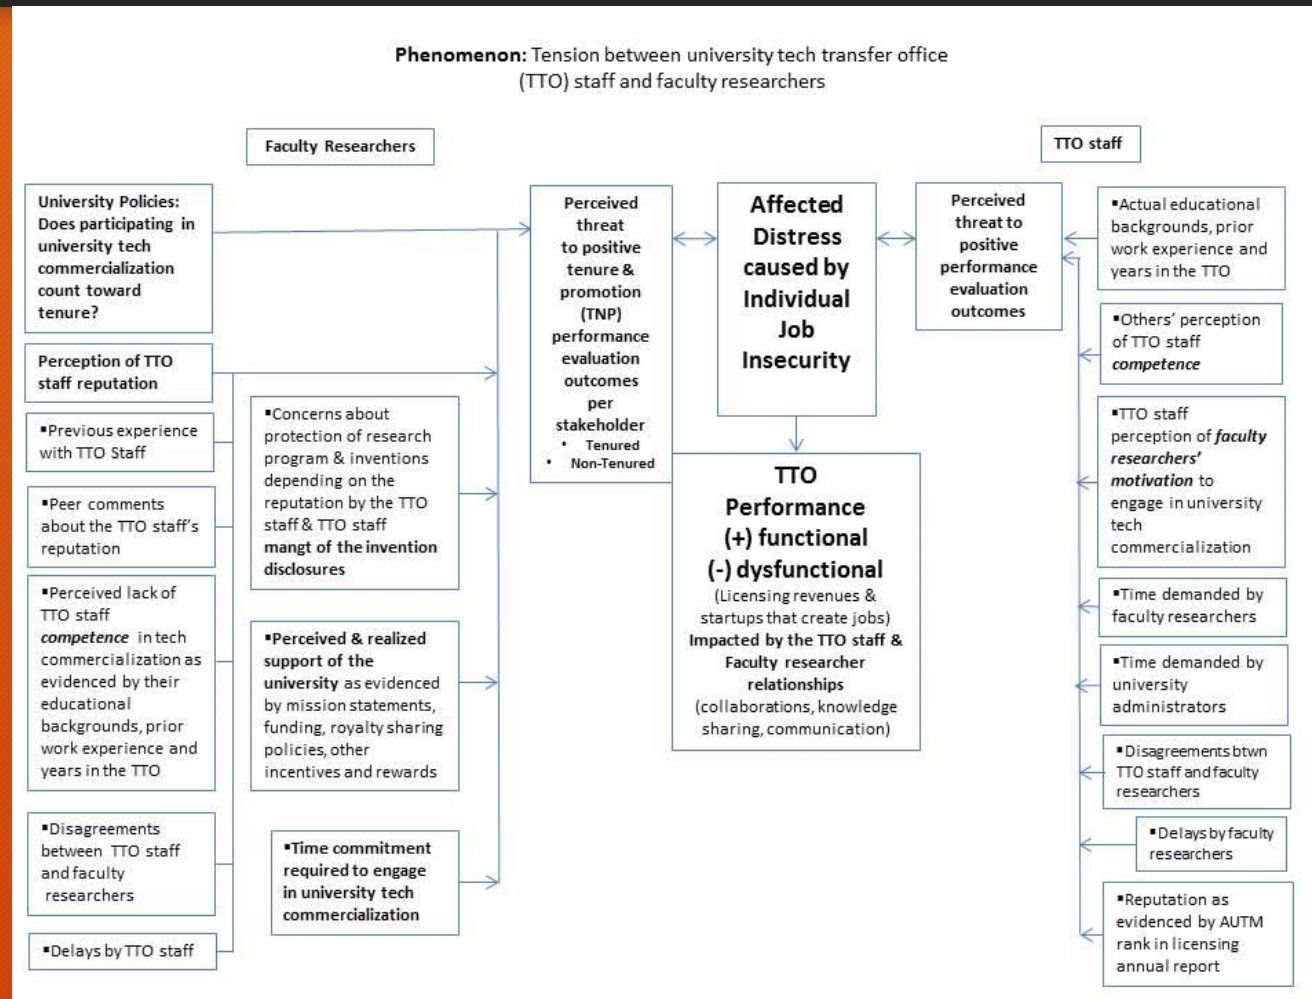 Phenomenon: Tension between university tech transfer office
(TTO) staff and faculty researchers
Faculty Researchers
TTO staff
University Policies:
Does participating in
university tech
commercialization
count toward
tenure?
Perception of TTO
staff reputation
▪Previous experience
with TTO Staff
▪Peer comments
about the TTO staff's
reputation
▪Perceived lack of
TTO staff
competence in tech
commercialization as
evidenced by their
educational
backgrounds, prior
work experience and
years in the TTO
▪Disagreements
between TTO staff
and faculty
researchers
▪Delays by TTO staff
▪Concerns about
protection of research
program & inventions
depending on the
reputation by the TTO
staff & TTO staff
mangt of the invention
disclosures
▪Perceived & realized
support of the
university as evidenced
by mission statements,
funding, royalty sharing
policies, other
incentives and rewards
▪Time commitment
required to engage
in university tech
commercialization
Perceived
threat
to positive
tenure &
promotion
(TNP)
performance
evaluation
outcomes
per
stakeholder
• Tenured
• Non-Tenured
Affected
Distress
caused by
Individual
Job
Insecurity
TTO
Performance
(+) functional
(-) dysfunctional
(Licensing revenues &
startups that create jobs)
Impacted by the TTO staff &
Faculty researcher
relationships
(collaborations, knowledge
sharing, communication)
Perceived
threat to
positive
performance
evaluation
outcomes
▪Actual educational
backgrounds, prior
work experience and
years in the TTO
▪Others' perception
of TTO staff
competence
▪TTO staff
perception of faculty
researchers'
motivation to
engage in university
tech
commercialization
▪Time demanded by
faculty researchers
▪Time demanded by
university
administrators
▪Disagreements btwn
TTO staff and faculty
researchers
▪Delays by faculty
researchers
▪Reputation as
evidenced by AUTM
rank in licensing
annual report